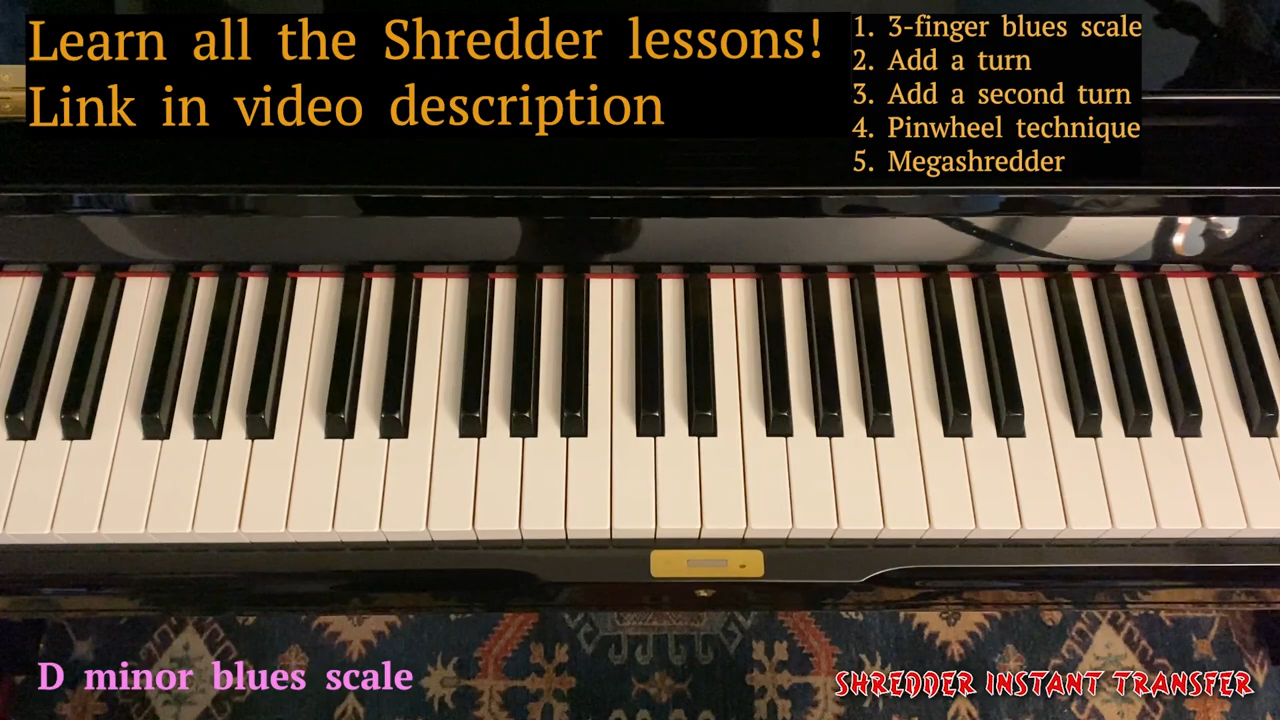 Learn all the Shredder lessons!
Link in video description
1. 3-finger blues scale
2. Add a turn
3. Add a second turn
4. Pinwheel technique
5. Megashredder
D minor blues scale
SHREDDER INSTANT TRANSFER